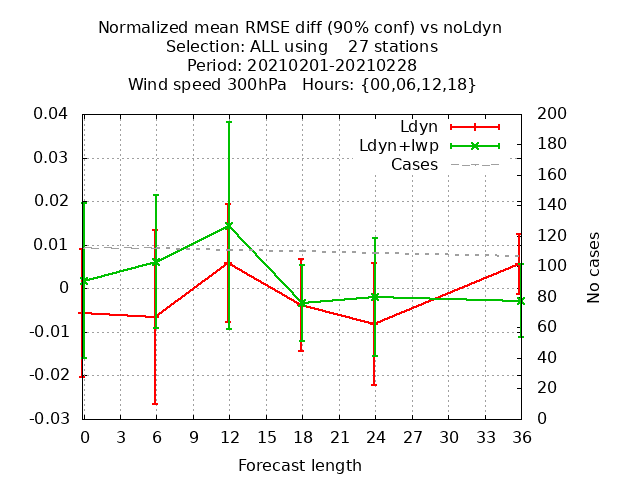 Normalized mean RMSE diff (90% conf) vs noLdyn
Selection: ALL using    27 stations
Period: 20210201-20210228
Wind speed 300hPa   Hours: {00,06,12,18}
Ldyn
Ldyn+lwp
Cases
0.04
0.03
0.02
0.01
0
-0.01
-0.02
-0.03
200
180
160
140
120
100
80
60
40
20
0
No cases
0 3 6 9 12 15 18 21 24 27 30 33 36
Forecast length